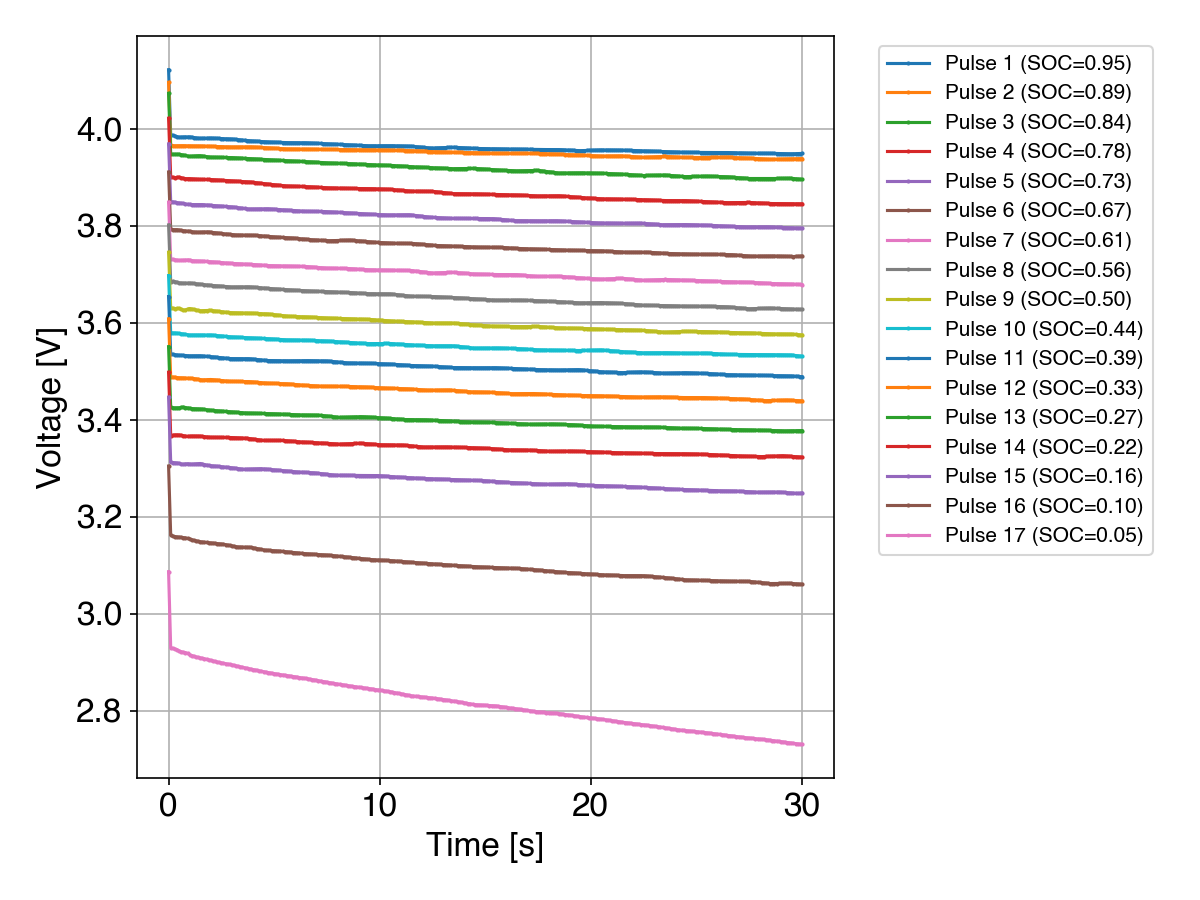 Voltage [V]
4.0
3.8
3.6
3.4
3.2
3.0
2.8
0 10 20 30
Time [s]
Pulse 1 (SOC=0.95)
Pulse 2 (SOC=0.89)
Pulse 3 (SOC=0.84)
Pulse 4 (SOC=0.78)
Pulse 5 (SOC=0.73)
Pulse 6 (SOC=0.67)
Pulse 7 (SOC=0.61)
Pulse 8 (SOC=0.56)
Pulse 9 (SOC=0.50)
Pulse 10 (SOC=0.44)
Pulse 11 (SOC=0.39)
Pulse 12 (SOC=0.33)
Pulse 13 (SOC=0.27)
Pulse 14 (SOC=0.22)
Pulse 15 (SOC=0.16)
Pulse 16 (SOC=0.10)
Pulse 17 (SOC=0.05)